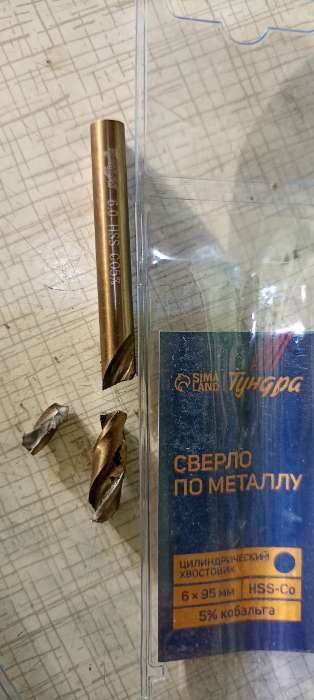 6.0 HSS CO5%
SIMA
LAND
Тундра
СВЕРЛО
ПО МЕТАЛЛУ
ЦИЛИНДРИЧЕСКИЙ
ХВОСТОВИК
6 × 95 мм
HSS-Co
5% кобальта